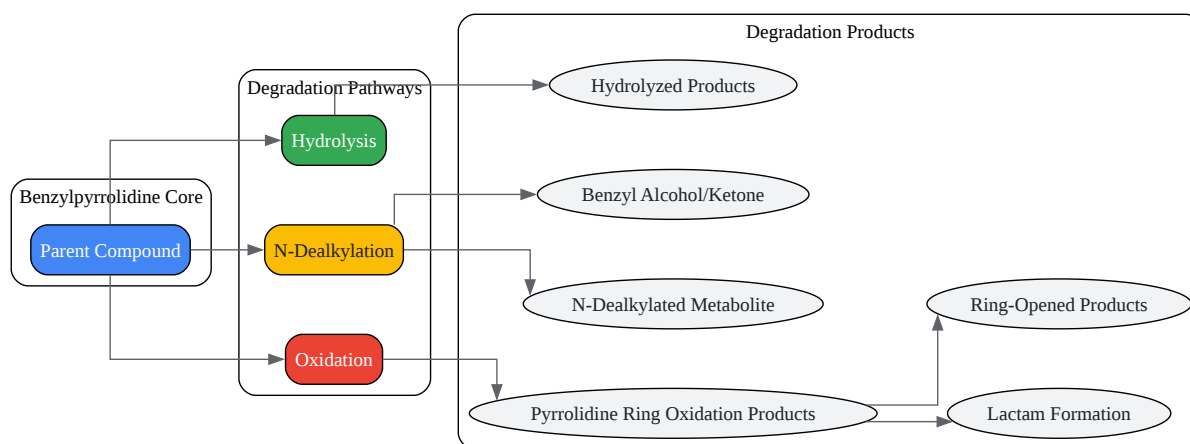 Degradation Products
Hydrolyzed Products
Degradation Pathways
Hydrolysis
Benzylpyrrolidine Core
Benzyl Alcohol/Ketone
Parent Compound
N-Dealkylation
N-Dealkylated Metabolite
Ring-Opened Products
Oxidation
Pyrrolidine Ring Oxidation Products
Lactam Formation